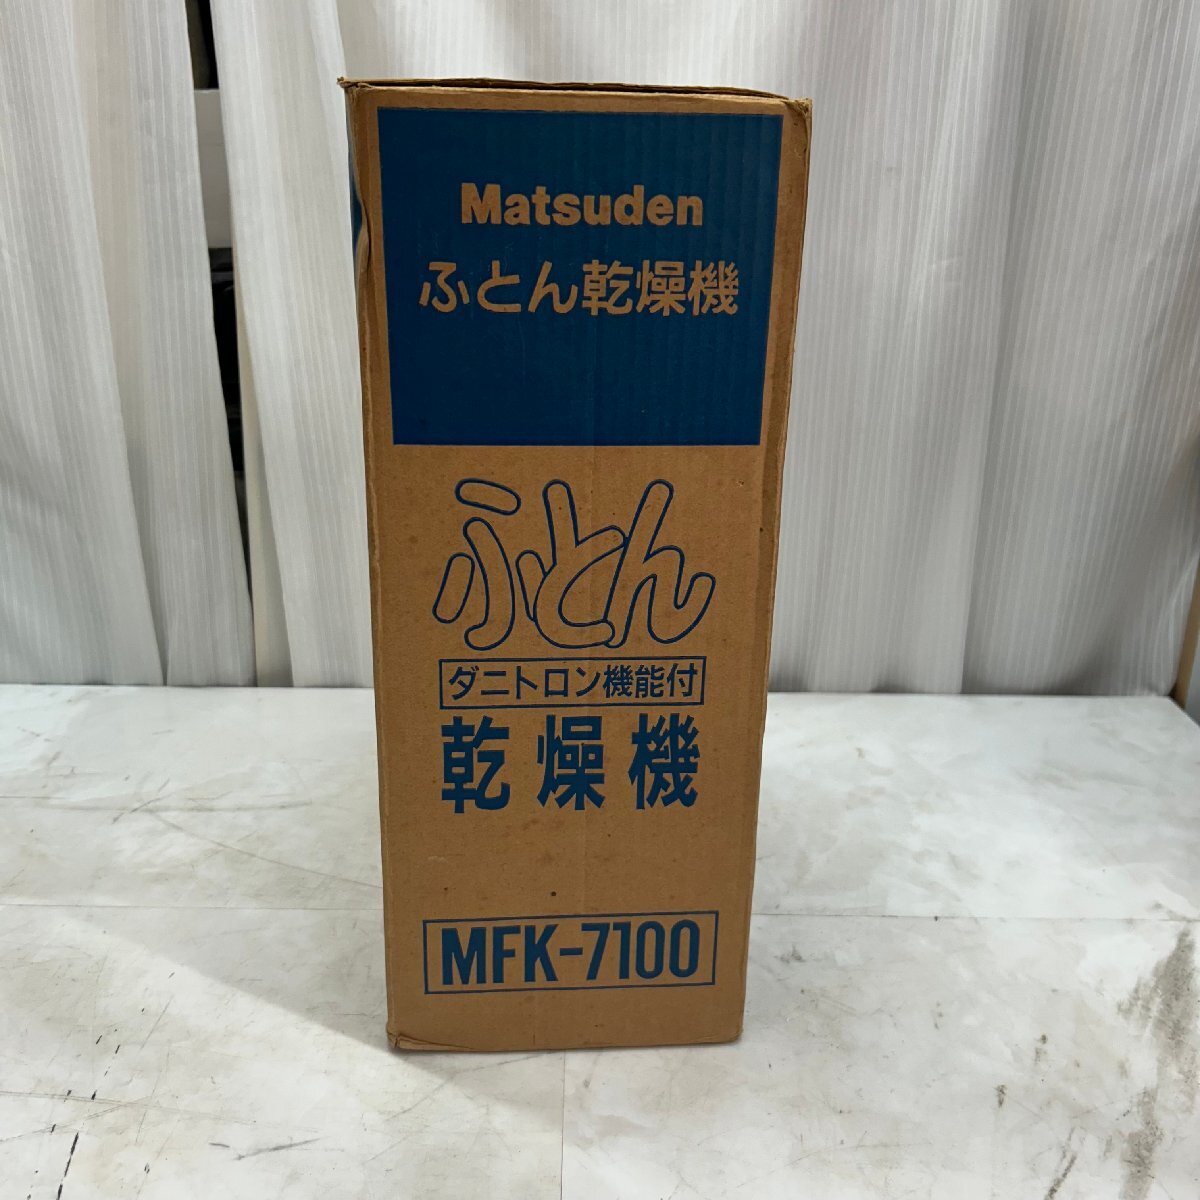 Matsuden
ふとん乾燥機
ふとん
ダニトロン機能付
乾燥機
MFK-7100